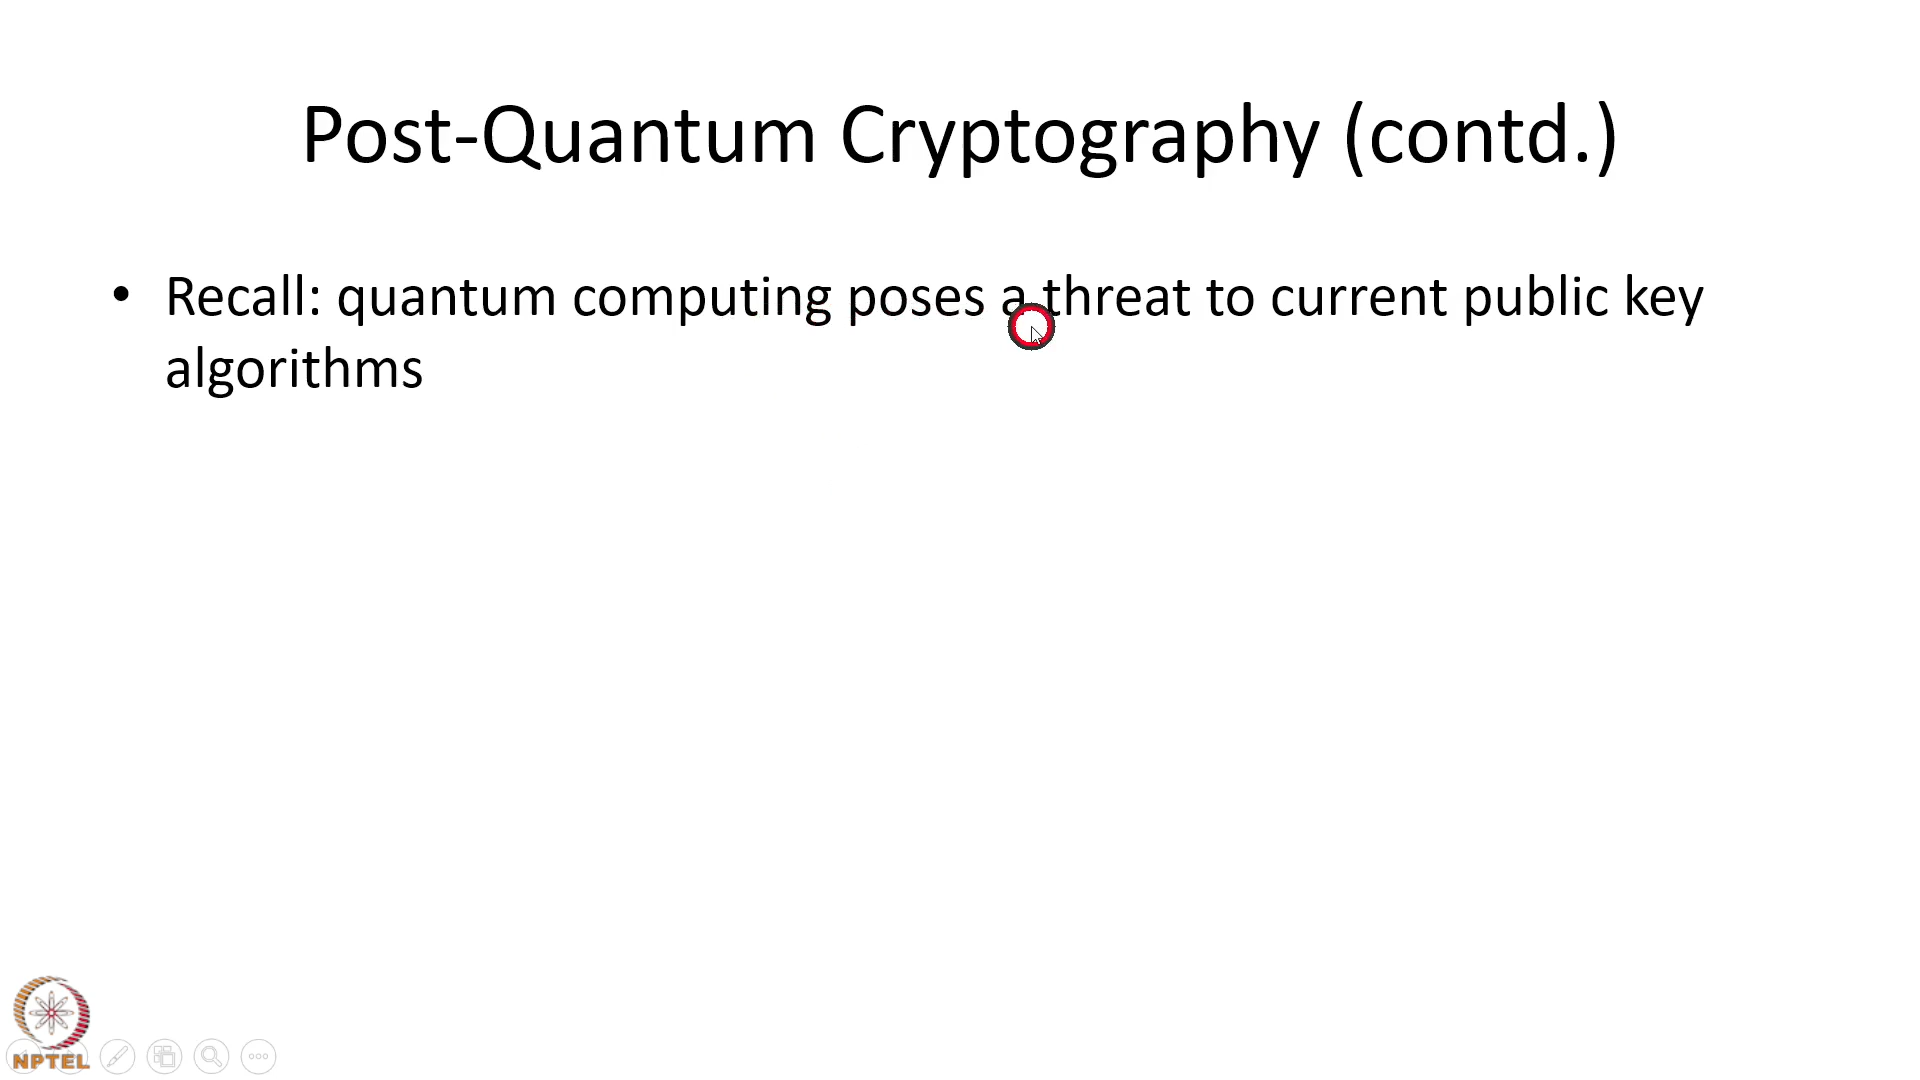 Post-Quantum Cryptography (contd.)
• Recall: quantum computing poses a threat to current public key
algorithms
NPTEL